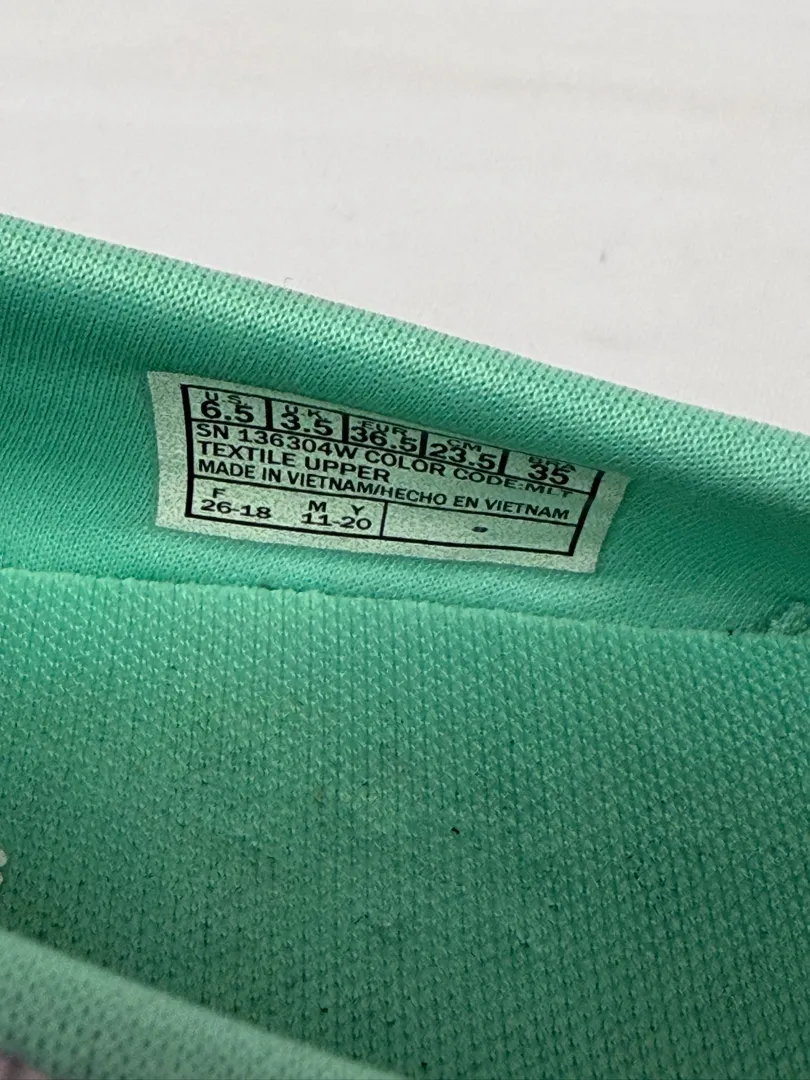 U.S. U.K. EUR CM BRA
6.5 3.5 36.5 23.5 35
SN 136304W COLOR CODE:MLT
TEXTILE UPPER
MADE IN VIETNAM/HECHO EN VIETNAM
F M Y
26-18 11-20